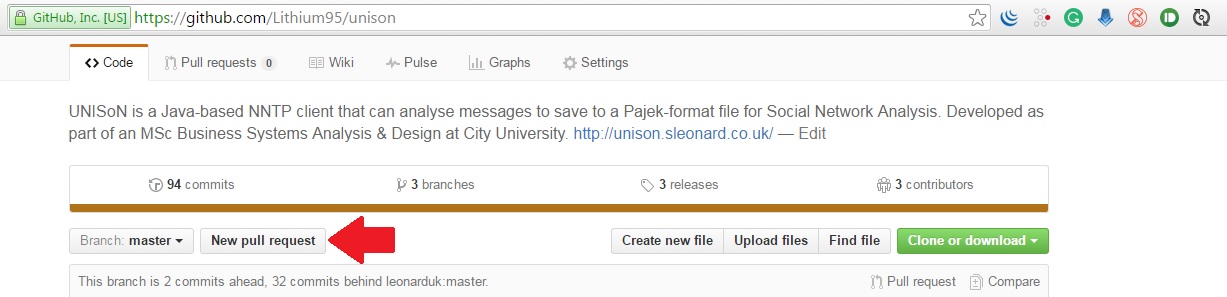 GitHub, Inc. [US] https://github.com/Lithium95/unison
Code Pull requests 0 Wiki Pulse Graphs Settings
UNISoN is a Java-based NNTP client that can analyse messages to save to a Pajek-format file for Social Network Analysis. Developed as
part of an MSc Business Systems Analysis & Design at City University. http://unison.sleonard.co.uk/ — Edit
94 commits 3 branches 3 releases 3 contributors
Branch: master New pull request Create new file Upload files Find file Clone or download
This branch is 2 commits ahead, 32 commits behind leonarduk:master. Pull request Compare